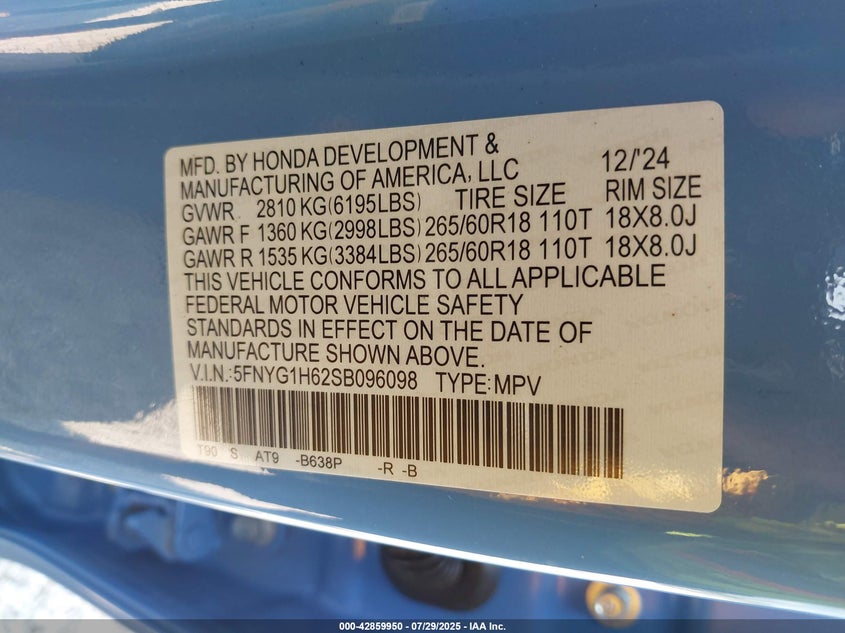 MFD. BY HONDA DEVELOPMENT & 12/'24
MANUFACTURING OF AMERICA, LLC
GVWR 2810 KG(6195LBS) TIRE SIZE RIM SIZE
GAWR F 1360 KG(2998LBS) 265/60R18 110T 18X8.0J
GAWR R 1535 KG(3384LBS) 265/60R18 110T 18X8.0J
THIS VEHICLE CONFORMS TO ALL APPLICABLE
FEDERAL MOTOR VEHICLE SAFETY
STANDARDS IN EFFECT ON THE DATE OF
MANUFACTURE SHOWN ABOVE.
V.I.N.:5FNYG1H62SB096098 TYPE:MPV
T90 S AT9 -B638P -R -B
000-42859950 - 07/29/2025 - IAA Inc.